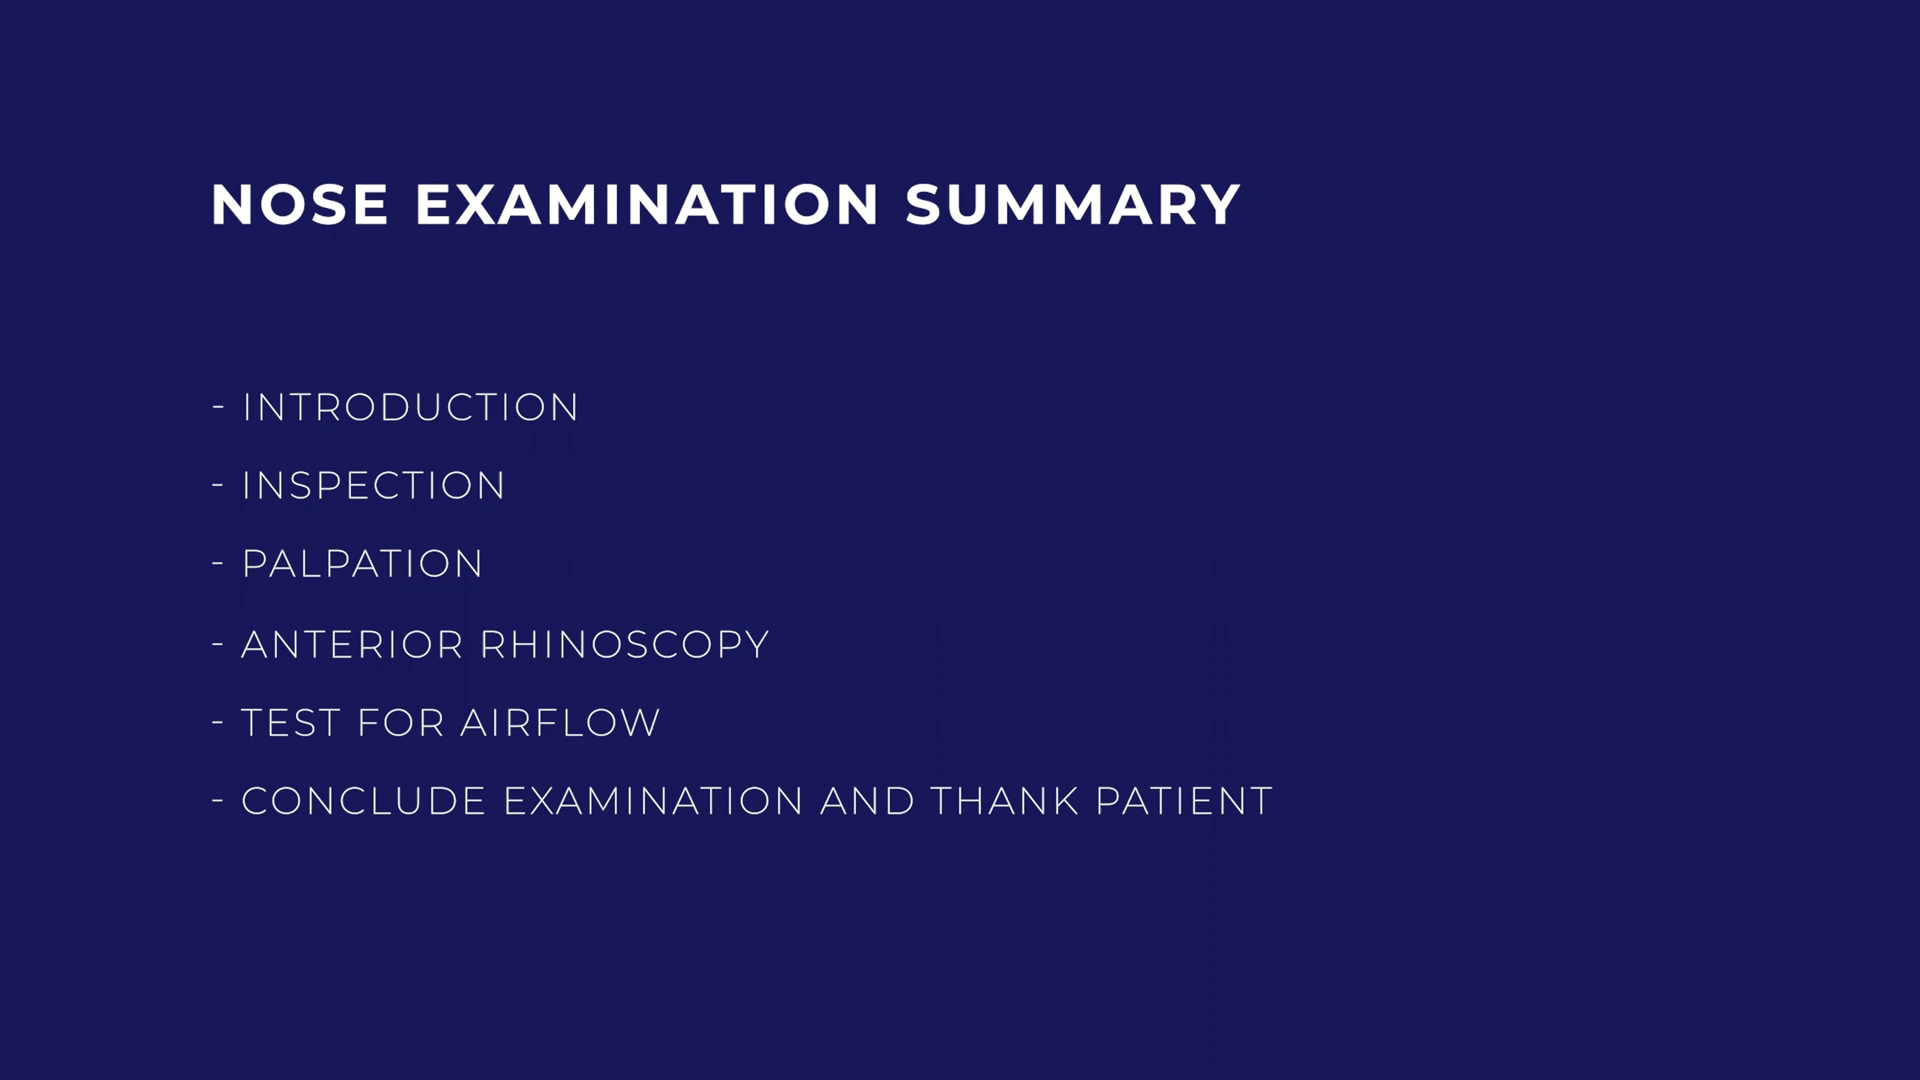 NOSE EXAMINATION SUMMARY
- INTRODUCTION
- INSPECTION
- PALPATION
- ANTERIOR RHINOSCOPY
- TEST FOR AIRFLOW
- CONCLUDE EXAMINATION AND THANK PATIENT